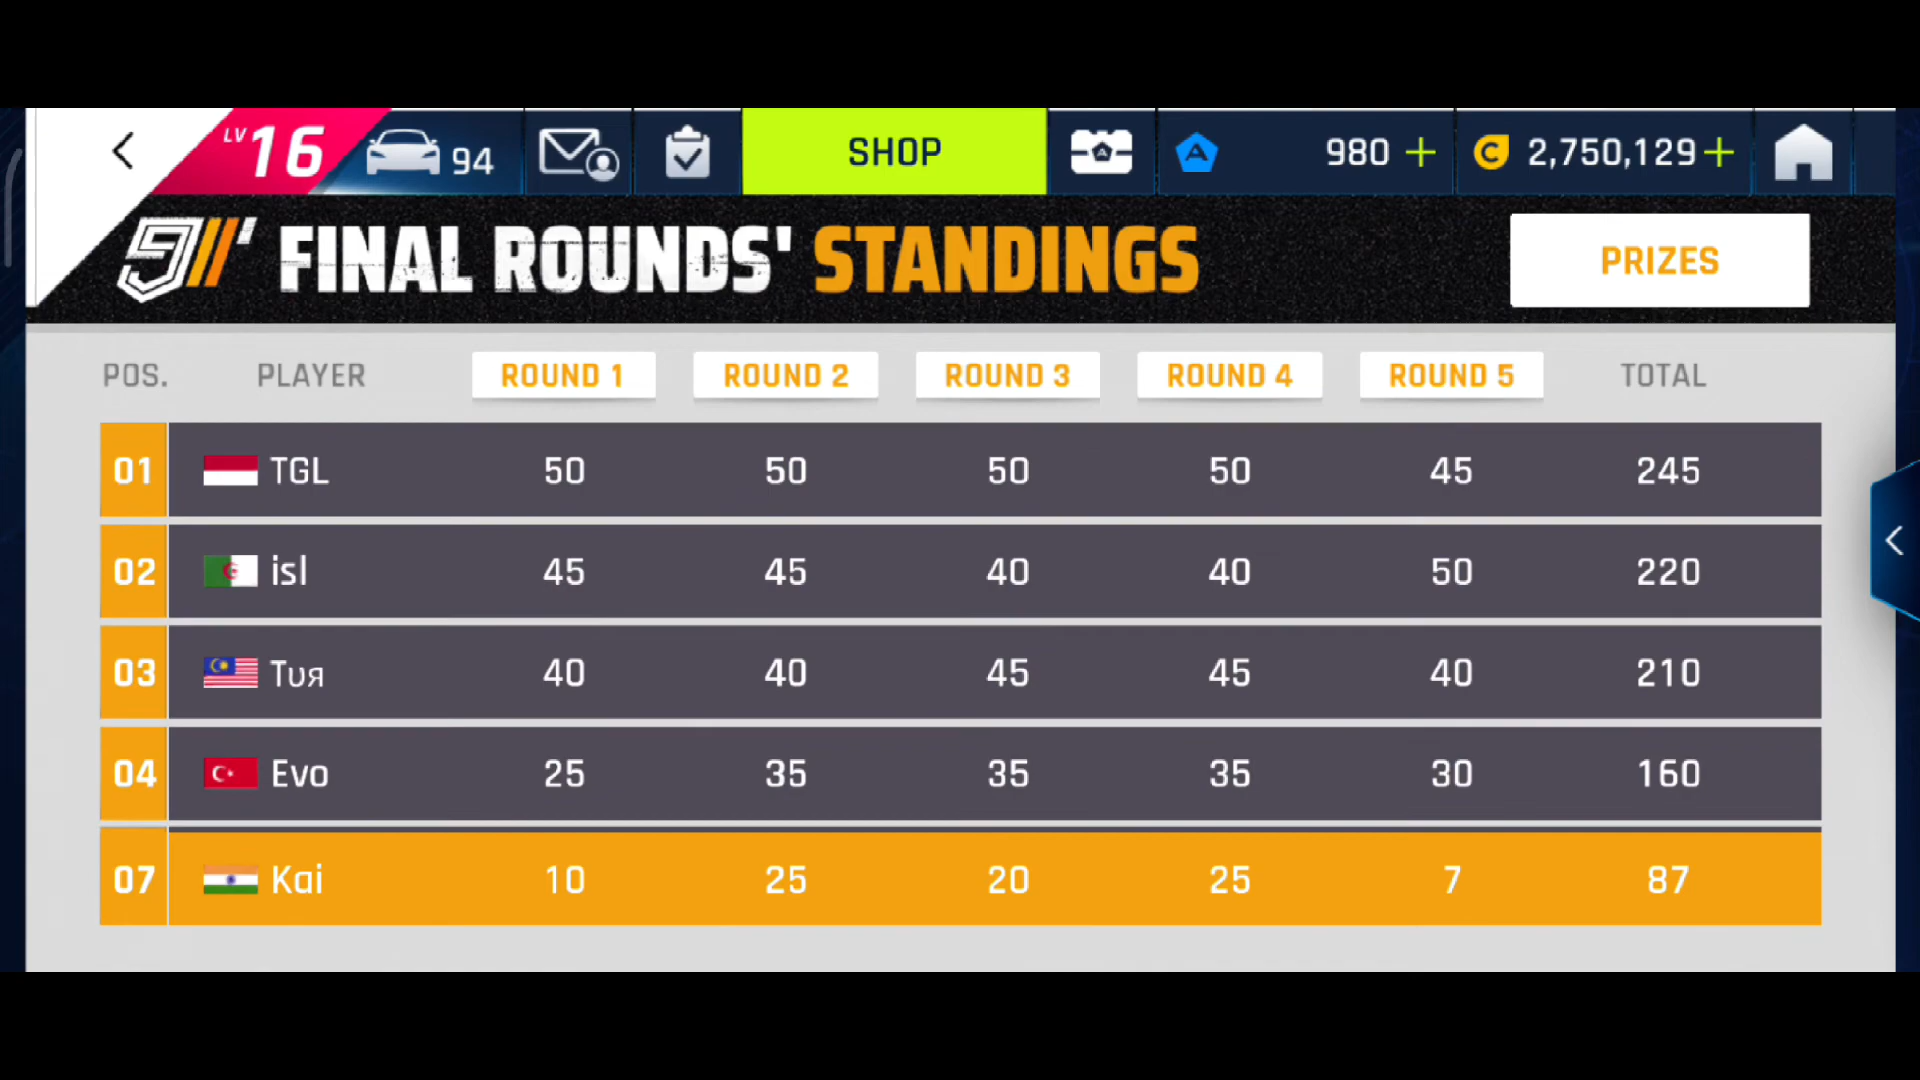 LV 16 94 SHOP 980 + 2,750,129 +
9 FINAL ROUNDS' STANDINGS PRIZES
POS. PLAYER ROUND 1 ROUND 2 ROUND 3 ROUND 4 ROUND 5 TOTAL
01 TGL 50 50 50 50 45 245
02 isl 45 45 40 40 50 220
03 Tυя 40 40 45 45 40 210
04 Evo 25 35 35 35 30 160
07 Kai 10 25 20 25 7 87